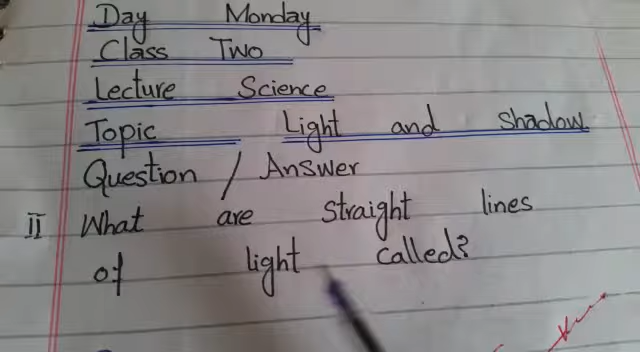 Day Monday
Class Two
Lecture Science
Topic Light and Shadow
Question / Answer
II What are straight lines
of light called?